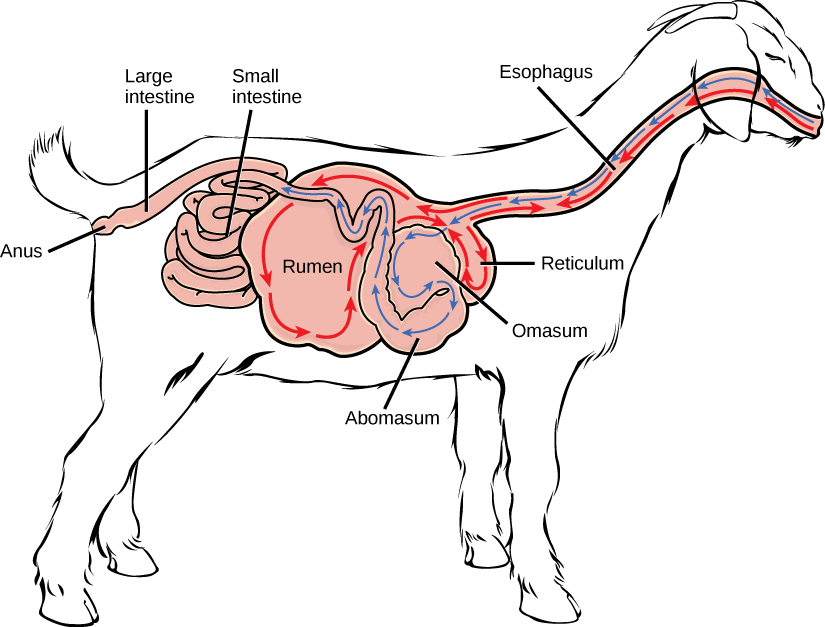 Esophagus
Large
intestine
Small
intestine
Anus
Rumen
Reticulum
Omasum
Abomasum